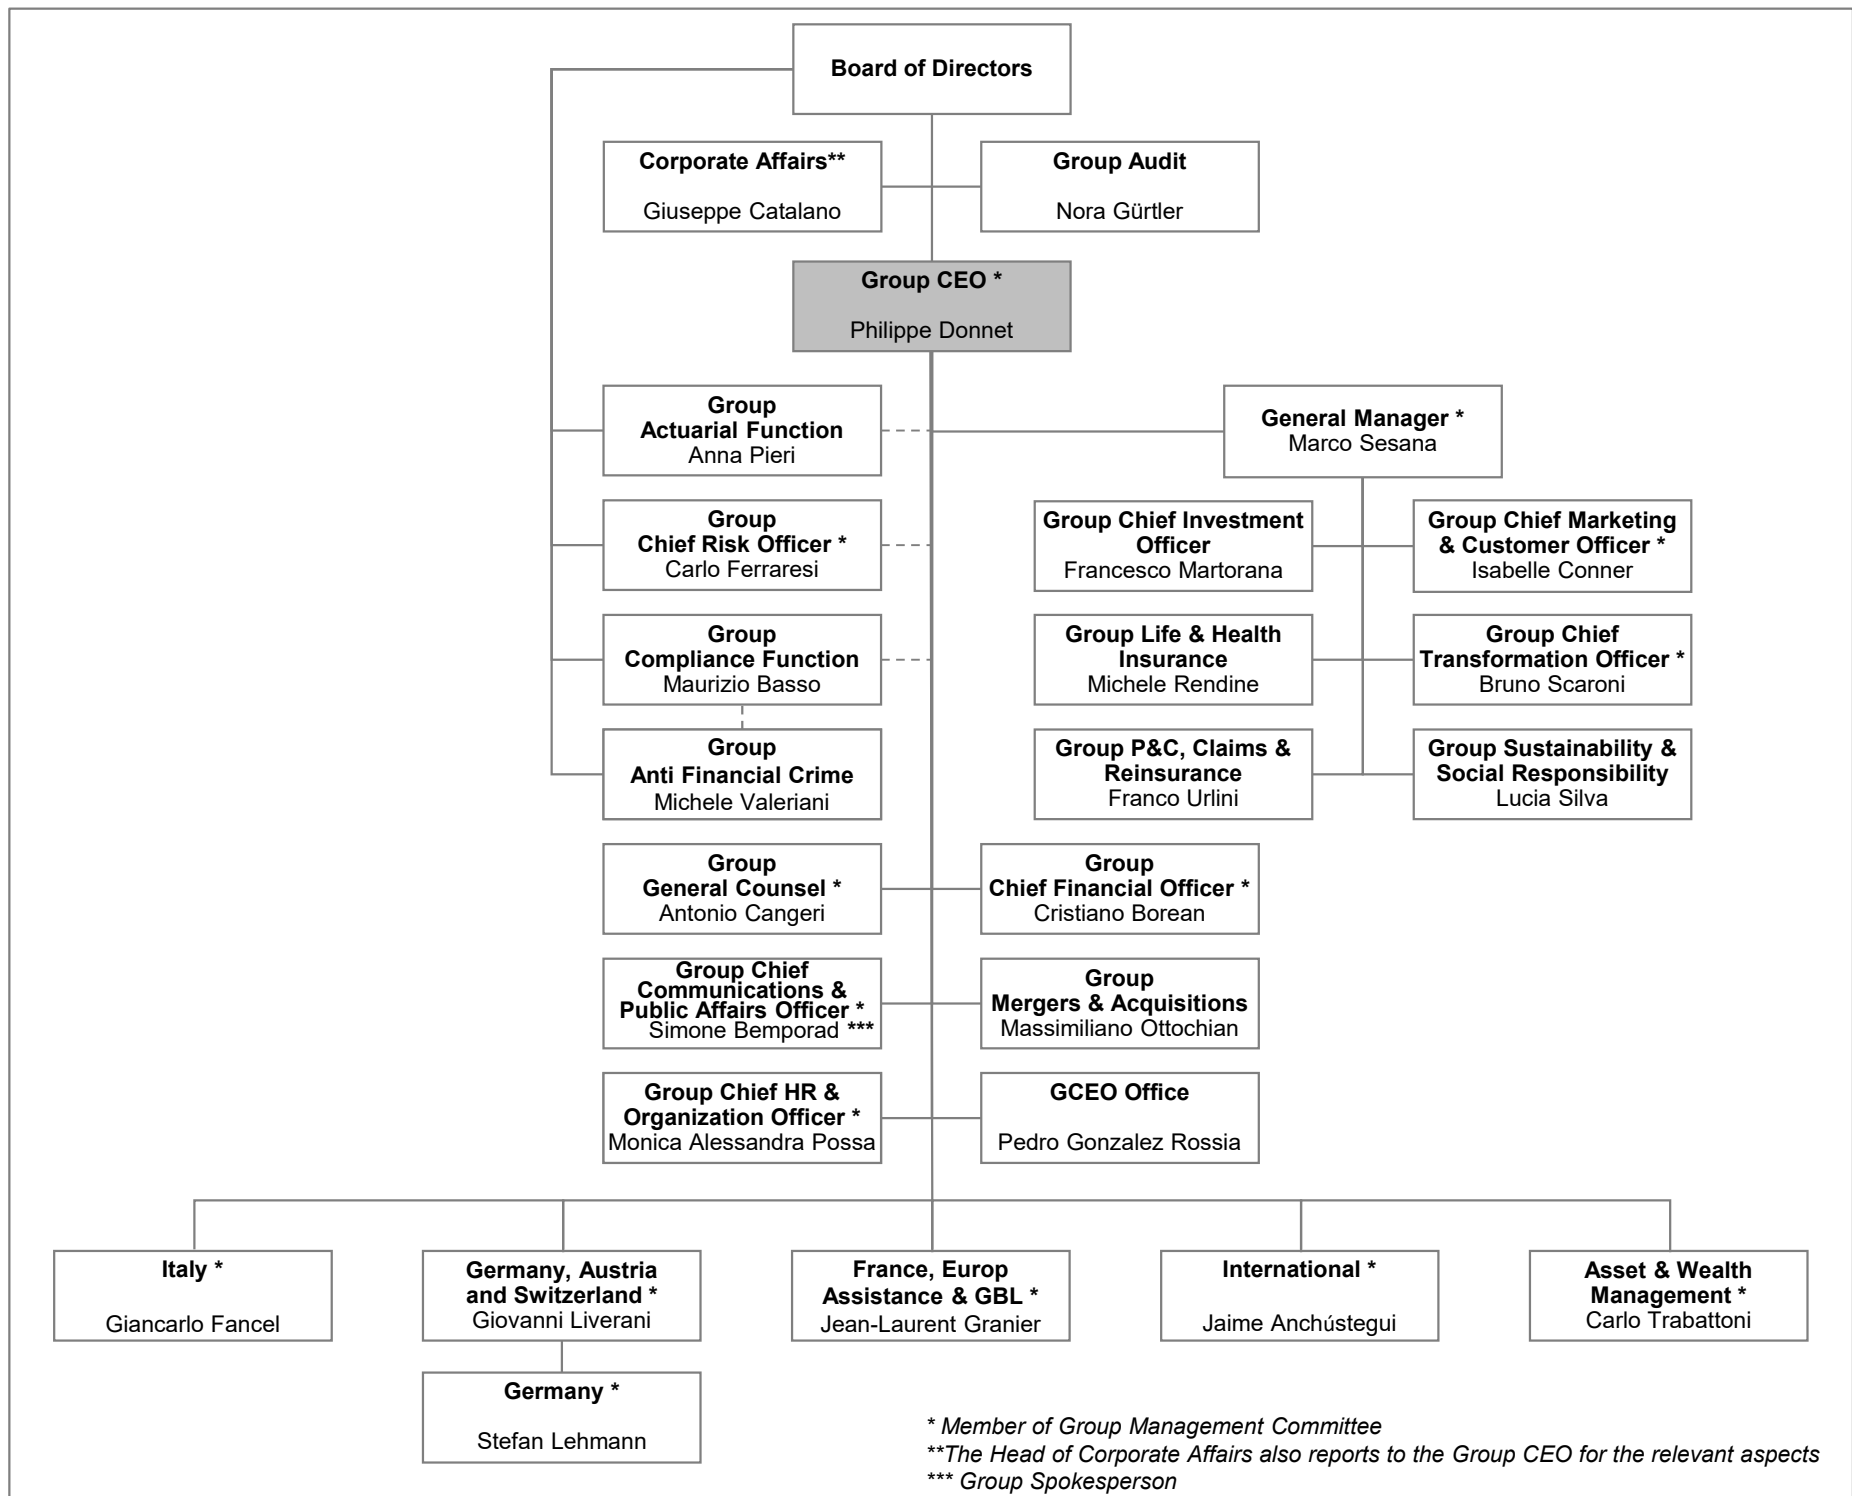 Board of Directors
Corporate Affairs**
Giuseppe Catalano
Group Audit
Nora Gürtler
Group CEO *
Philippe Donnet
Group
Actuarial Function
Anna Pieri
General Manager *
Marco Sesana
Group
Chief Risk Officer *
Carlo Ferraresi
Group Chief Investment
Officer
Francesco Martorana
Group Chief Marketing
& Customer Officer *
Isabelle Conner
Group
Compliance Function
Maurizio Basso
Group Life & Health
Insurance
Michele Rendine
Group Chief
Transformation Officer *
Bruno Scaroni
Group
Anti Financial Crime
Michele Valeriani
Group P&C, Claims &
Reinsurance
Franco Urlini
Group Sustainability &
Social Responsibility
Lucia Silva
Group
General Counsel *
Antonio Cangeri
Group
Chief Financial Officer *
Cristiano Borean
Group Chief
Communications &
Public Affairs Officer *
Simone Bemporad ***
Group
Mergers & Acquisitions
Massimiliano Ottochian
Group Chief HR &
Organization Officer *
Monica Alessandra Possa
GCEO Office
Pedro Gonzalez Rossia
Italy *
Giancarlo Fancel
Germany, Austria
and Switzerland *
Giovanni Liverani
France, Europ
Assistance & GBL *
Jean-Laurent Granier
International *
Jaime Anchústegui
Asset & Wealth
Management *
Carlo Trabattoni
Germany *
Stefan Lehmann
* Member of Group Management Committee
**The Head of Corporate Affairs also reports to the Group CEO for the relevant aspects
*** Group Spokesperson